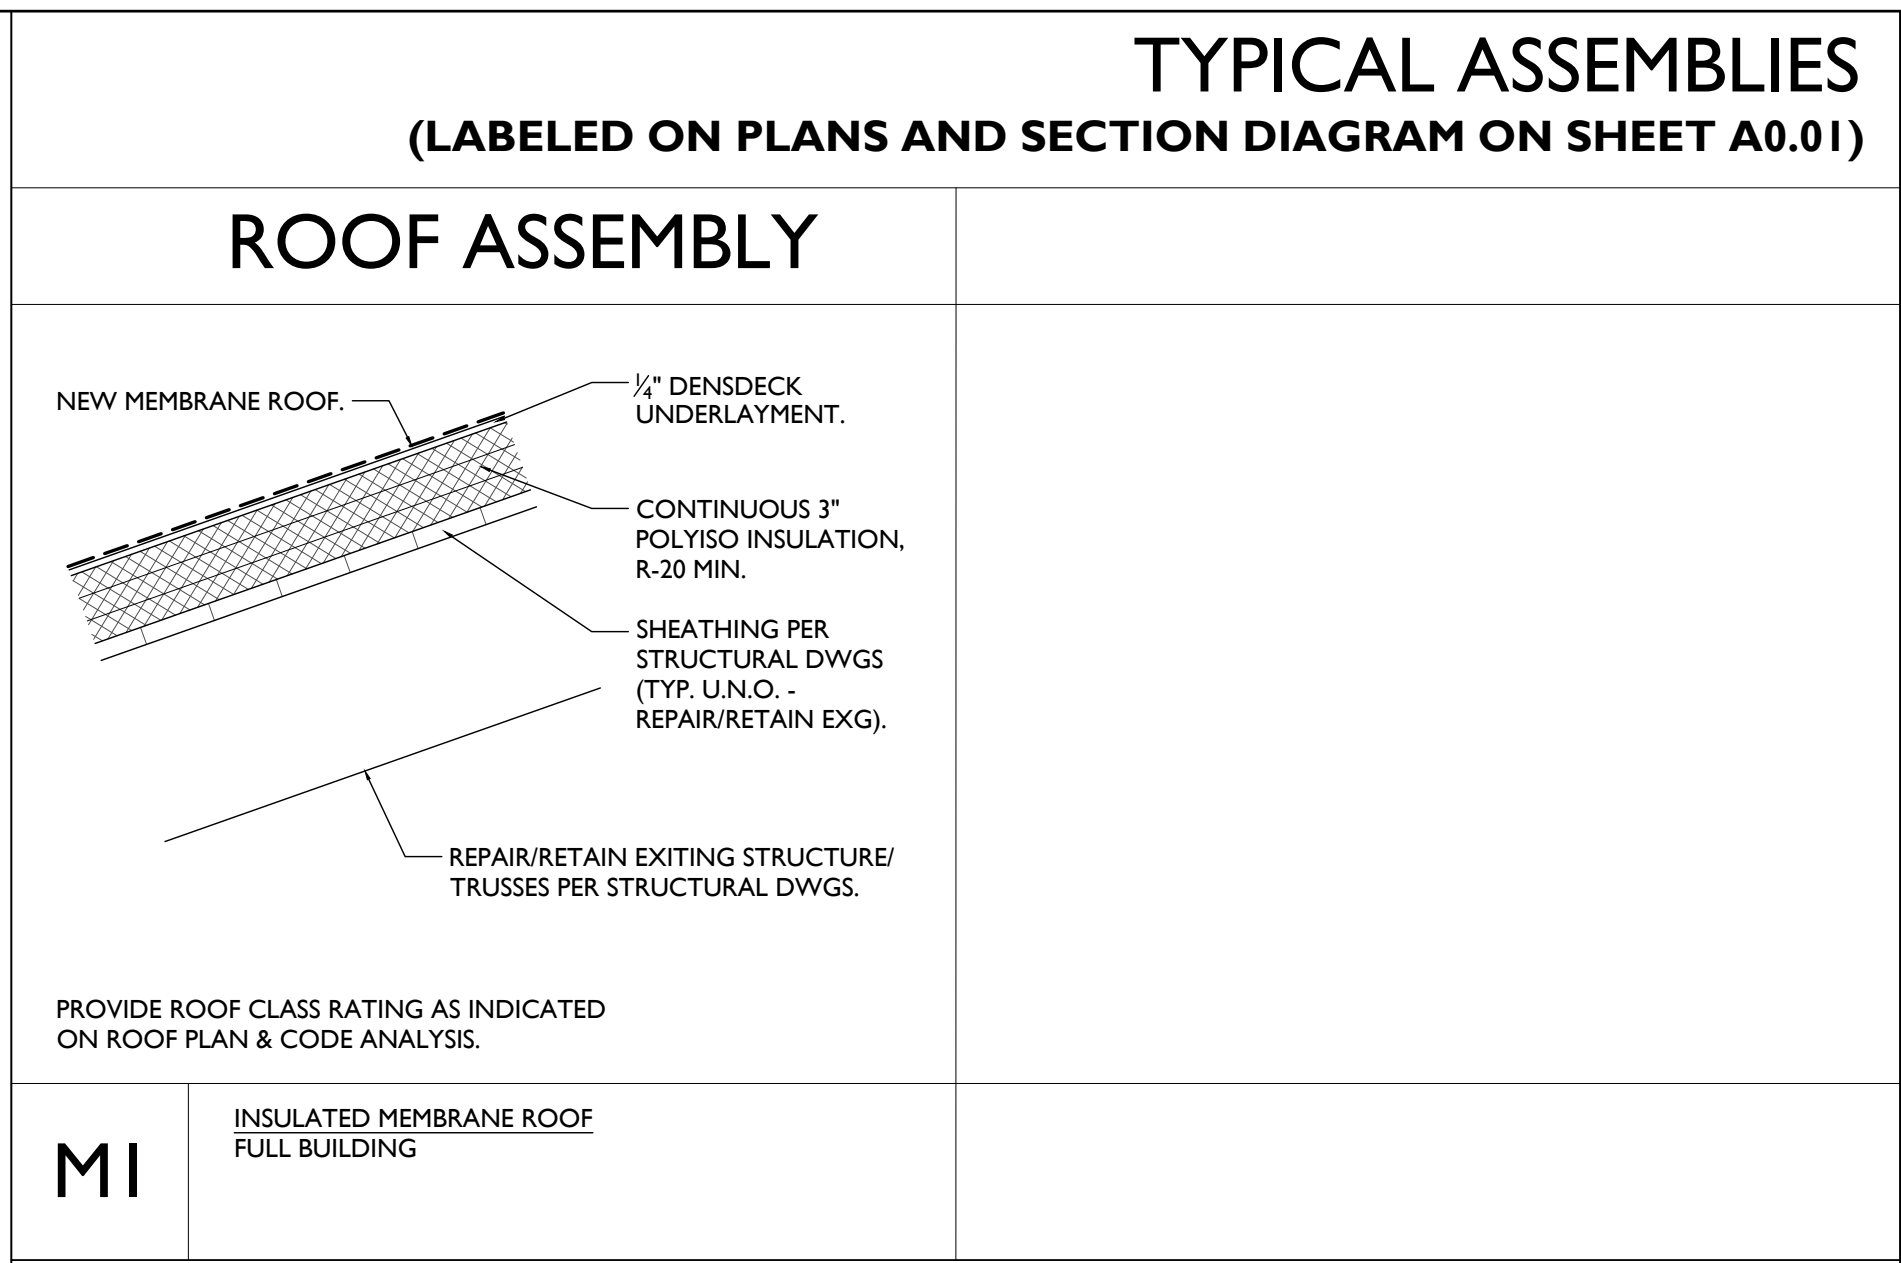 TYPICAL ASSEMBLIES
(LABELED ON PLANS AND SECTION DIAGRAM ON SHEET A0.01)
ROOF ASSEMBLY
NEW MEMBRANE ROOF.
¼" DENSDECK
UNDERLAYMENT.
CONTINUOUS 3"
POLYISO INSULATION,
R-20 MIN.
SHEATHING PER
STRUCTURAL DWGS
(TYP. U.N.O. -
REPAIR/RETAIN EXG).
REPAIR/RETAIN EXITING STRUCTURE/
TRUSSES PER STRUCTURAL DWGS.
PROVIDE ROOF CLASS RATING AS INDICATED
ON ROOF PLAN & CODE ANALYSIS.
M1
INSULATED MEMBRANE ROOF
FULL BUILDING